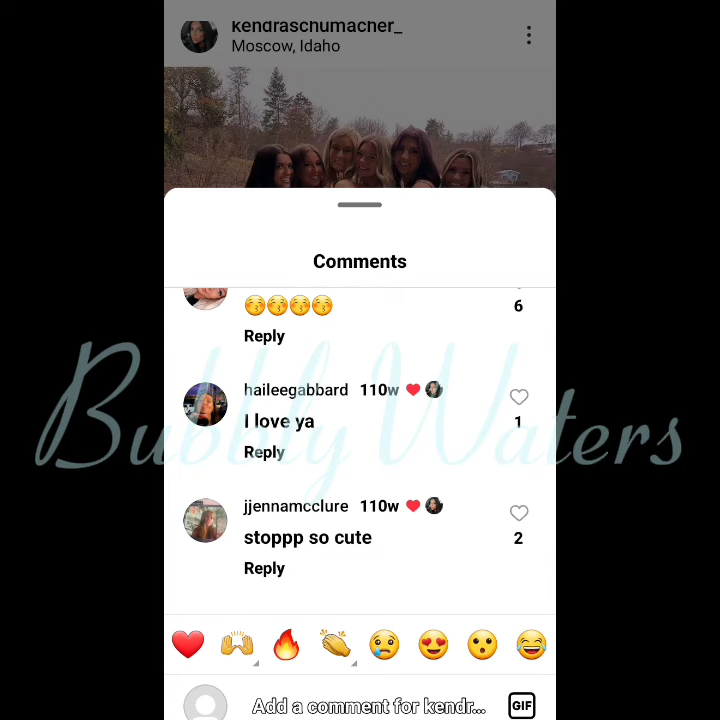 kendraschumacher_
Moscow, Idaho
Comments
6
Reply
haileegabbard 110w
I love ya
1
Reply
jjennamcclure 110w
stoppp so cute
2
Reply
Bubbly Waters
Add a comment for kendr...
GIF